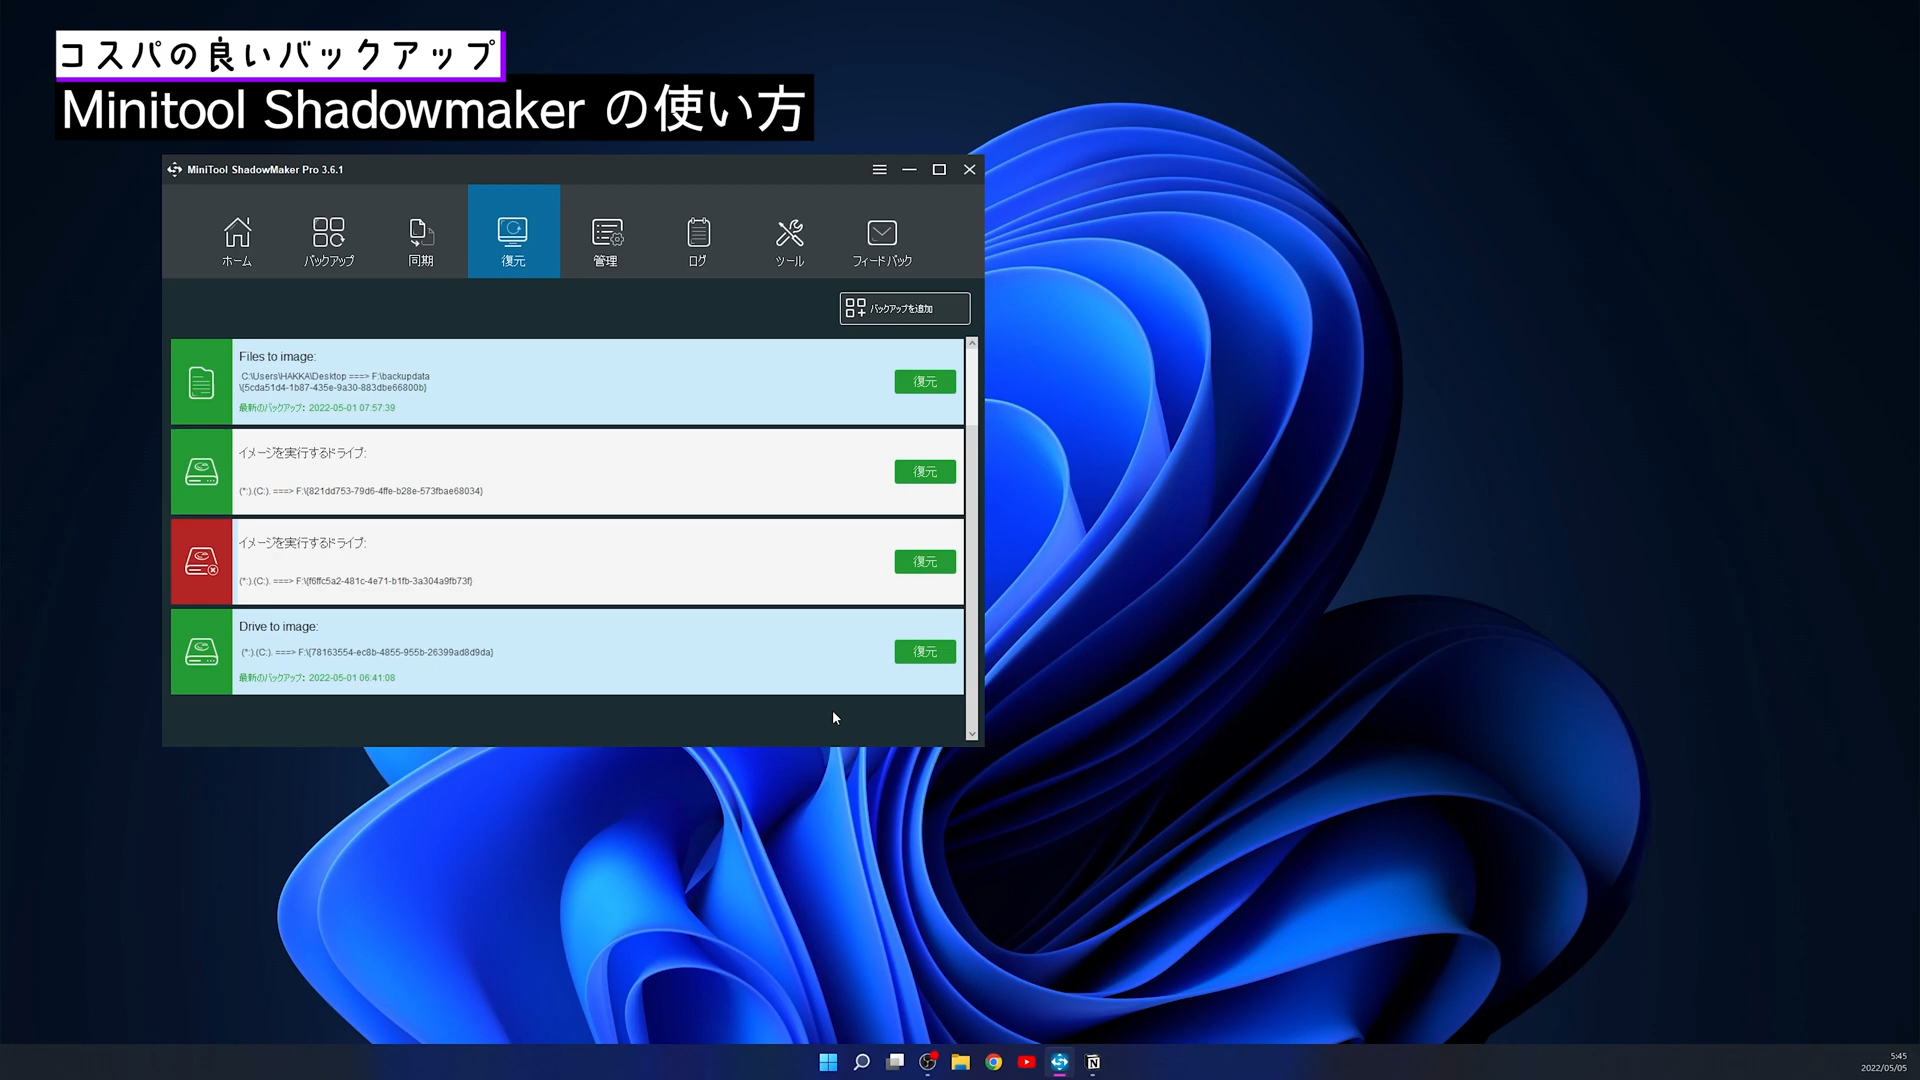 コスパの良いバックアップ
Minitool Shadowmaker の使い方
MiniTool ShadowMaker Pro 3.6.1
ホーム
バックアップ
同期
復元
管理
ログ
ツール
フィードバック
バックアップを追加
Files to image:
C:\Users\HAKKA\Desktop ===> F:\backupdata
\{5cda51d4-1b87-435e-9a30-883dbe66800b}
最新のバックアップ: 2022-05-01 07:57:39
復元
イメージを実行するドライブ:
(*:).(C:). ===> F:\{821dd753-79d6-4ffe-b28e-573fbae68034}
復元
イメージを実行するドライブ:
(*:).(C:). ===> F:\{f6ffc5a2-481c-4e71-b1fb-3a304a9fb73f}
復元
Drive to image:
(*:).(C:). ===> F:\{78163554-ec8b-4855-955b-26399ad8d9da}
最新のバックアップ: 2022-05-01 06:41:08
復元
5:45
2022/05/05